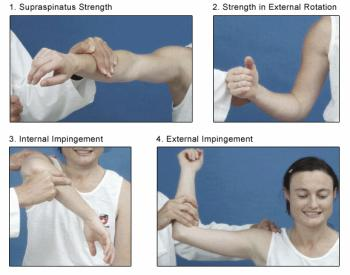 1. Supraspinatus Strength
2. Strength in External Rotation
3. Internal Impingement
4. External Impingement